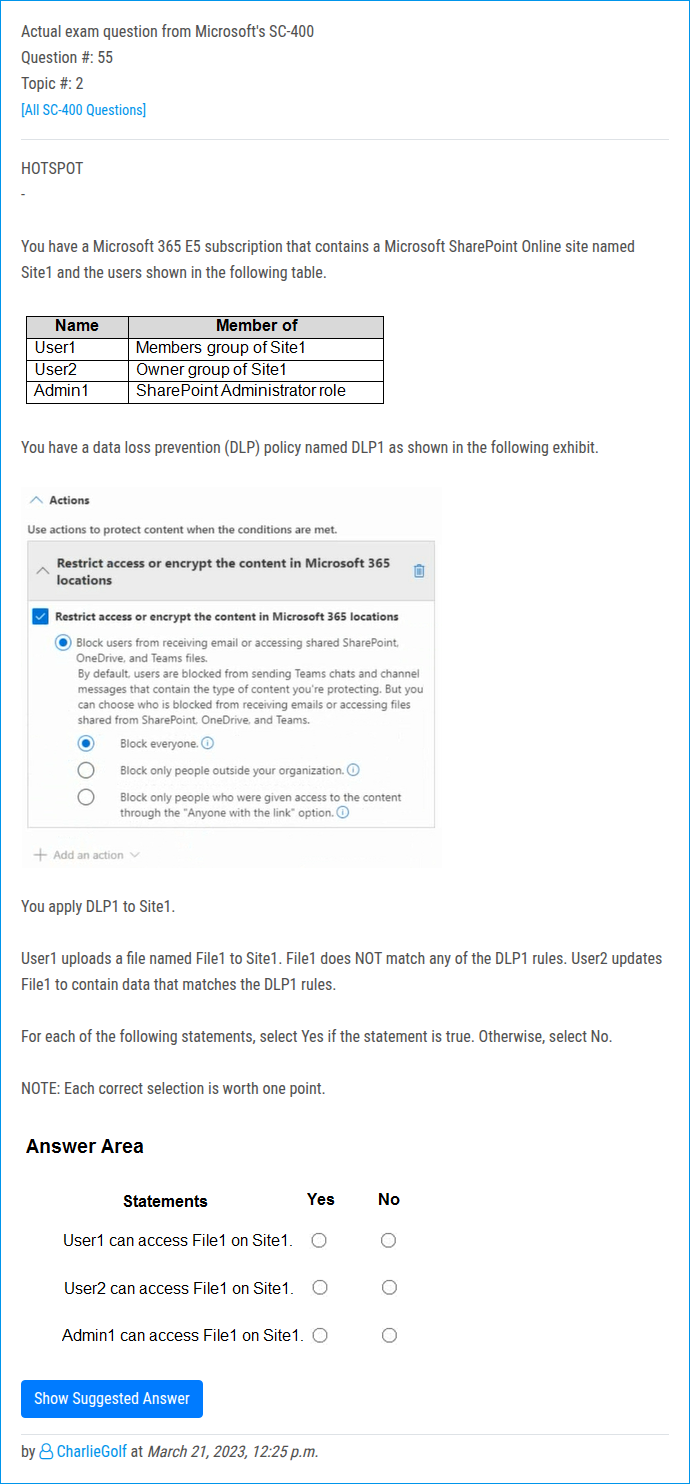 Actual exam question from Microsoft's SC-400
Question #: 55
Topic #: 2
[All SC-400 Questions]
HOTSPOT
-
You have a Microsoft 365 E5 subscription that contains a Microsoft SharePoint Online site named
Site1 and the users shown in the following table.
Name Member of
User1 Members group of Site1
User2 Owner group of Site1
Admin1 SharePoint Administrator role
You have a data loss prevention (DLP) policy named DLP1 as shown in the following exhibit.
Actions
Use actions to protect content when the conditions are met.
Restrict access or encrypt the content in Microsoft 365
locations
Restrict access or encrypt the content in Microsoft 365 locations
Block users from receiving email or accessing shared SharePoint,
OneDrive, and Teams files.
By default, users are blocked from sending Teams chats and channel
messages that contain the type of content you're protecting. But you
can choose who is blocked from receiving emails or accessing files
shared from SharePoint, OneDrive, and Teams.
Block everyone.
Block only people outside your organization.
Block only people who were given access to the content
through the "Anyone with the link" option.
Add an action
You apply DLP1 to Site1.
User1 uploads a file named File1 to Site1. File1 does NOT match any of the DLP1 rules. User2 updates
File1 to contain data that matches the DLP1 rules.
For each of the following statements, select Yes if the statement is true. Otherwise, select No.
NOTE: Each correct selection is worth one point.
Answer Area
Statements Yes No
User1 can access File1 on Site1.
User2 can access File1 on Site1.
Admin1 can access File1 on Site1.
Show Suggested Answer
by CharlieGolf at March 21, 2023, 12:25 p.m.